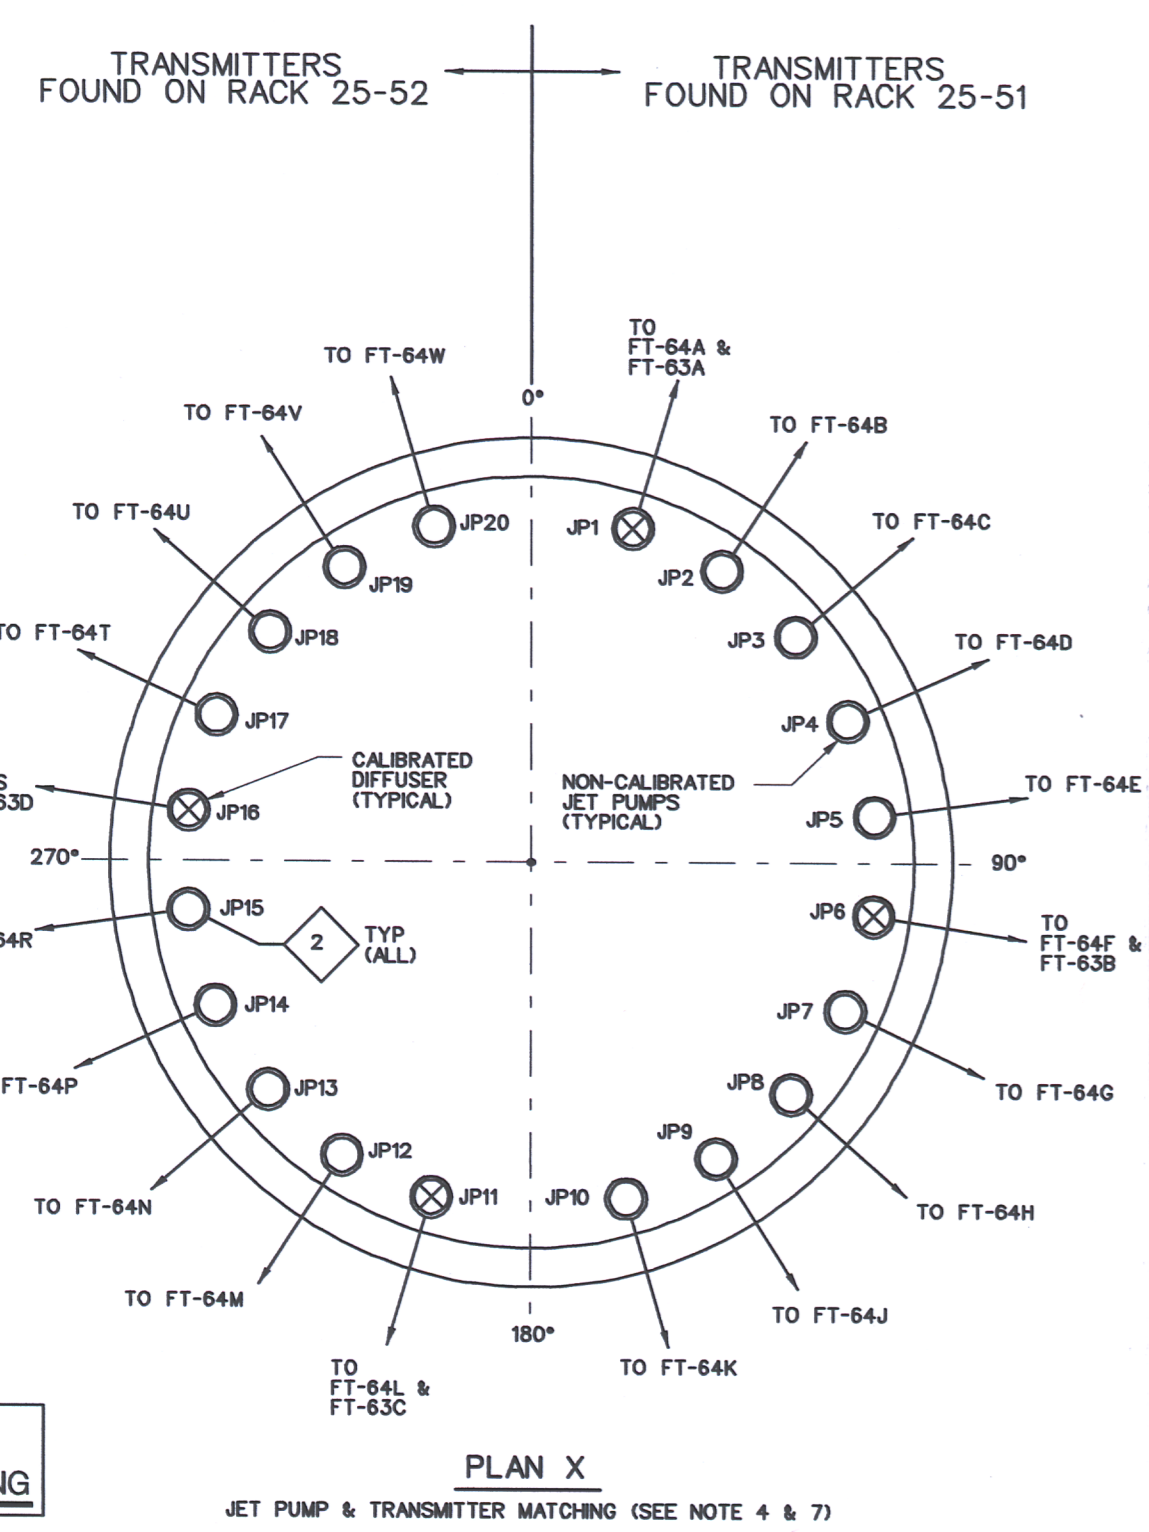 TRANSMITTERS
FOUND ON RACK 25-52
TRANSMITTERS
FOUND ON RACK 25-51
TO
FT-64A &
FT-63A
TO FT-64W
0°
TO FT-64V
TO FT-64B
TO FT-64U
TO FT-64C
JP20
JP1
JP19
JP2
TO FT-64T
JP18
JP3
TO FT-64D
JP17
JP4
CALIBRATED
DIFFUSER
(TYPICAL)
NON-CALIBRATED
JET PUMPS
(TYPICAL)
S
63D
JP16
JP5
TO FT-64E
270°
90°
JP15
2
TYP
(ALL)
64R
JP6
TO
FT-64F &
FT-63B
JP14
JP7
FT-64P
JP13
JP8
TO FT-64G
JP12
JP9
TO FT-64N
JP11
JP10
TO FT-64H
TO FT-64M
TO FT-64J
180°
TO
FT-64L &
FT-63C
TO FT-64K
NG
PLAN X
JET PUMP & TRANSMITTER MATCHING (SEE NOTE 4 & 7)